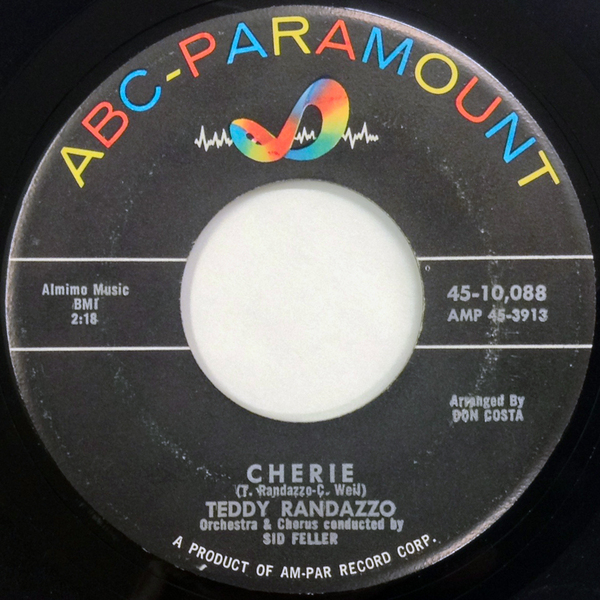 ABC-PARAMOUNT
Almimo Music
BMI
2:18
45-10,088
AMP 45-3913
Arranged By
DON COSTA
CHERIE
(T. Randazzo-C. Weil)
TEDDY RANDAZZO
Orchestra & Chorus conducted by
SID FELLER
A PRODUCT OF AM-PAR RECORD CORP.